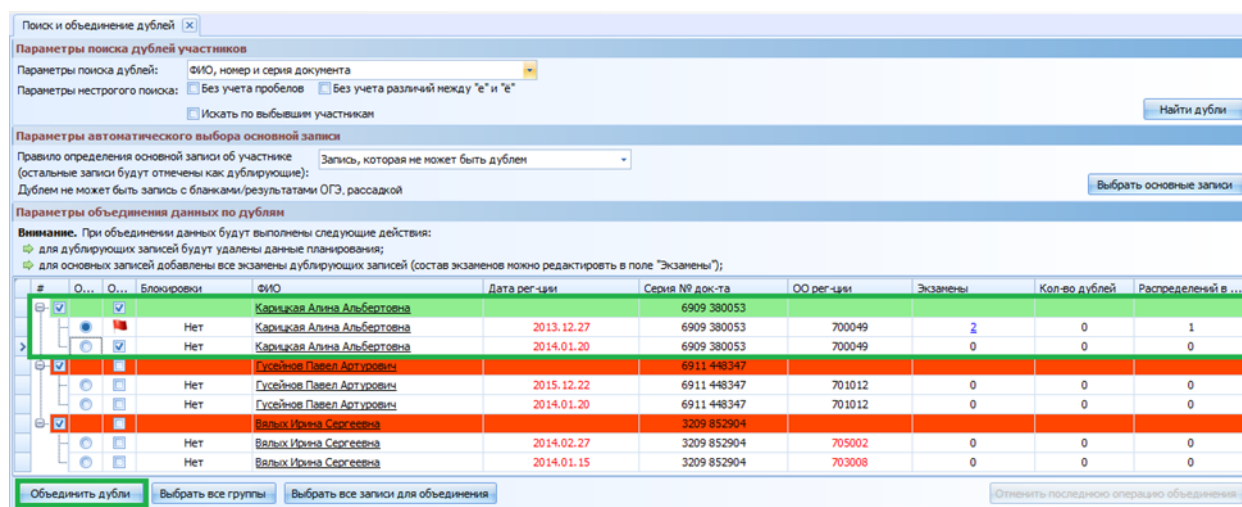 Поиск и объединение дублей
Параметры поиска дублей участников
Параметры поиска дублей: ФИО, номер и серия документа
Параметры нестрогого поиска: Без учета пробелов Без учета различий между "е" и "ё"
Искать по выбывшим участникам
Найти дубли
Параметры автоматического выбора основной записи
Правило определения основной записи об участнике Запись, которая не может быть дублем
(остальные записи будут отмечены как дублирующие):
Дублем не может быть запись с бланками/результатами ОГЭ, рассадкой
Выбрать основные записи
Параметры объединения данных по дублям
Внимание. При объединении данных будут выполнены следующие действия:
для дублирующих записей будут удалены данные планирования;
для основных записей добавлены все экзамены дублирующих записей (состав экзаменов можно редактировть в поле "Экзамены");
# О... О... Блокировки ФИО Дата рег-ции Серия № док-та ОО рег-ции Экзамены Кол-во дублей Распределений в ...
Карицкая Алина Альбертовна 6909 380053
Нет Карицкая Алина Альбертовна 2013.12.27 6909 380053 700049 2 0 1
Нет Карицкая Алина Альбертовна 2014.01.20 6909 380053 700049 0 0 0
Гусейнов Павел Артурович 6911 448347
Нет Гусейнов Павел Артурович 2015.12.22 6911 448347 701012 0 0 0
Нет Гусейнов Павел Артурович 2014.01.20 6911 448347 701012 0 0 0
Вялых Ирина Сергеевна 3209 852904
Нет Вялых Ирина Сергеевна 2014.02.27 3209 852904 705002 0 0 0
Нет Вялых Ирина Сергеевна 2014.01.15 3209 852904 703008 0 0 0
Объединить дубли Выбрать все группы Выбрать все записи для объединения Отменить последнюю операцию объединения